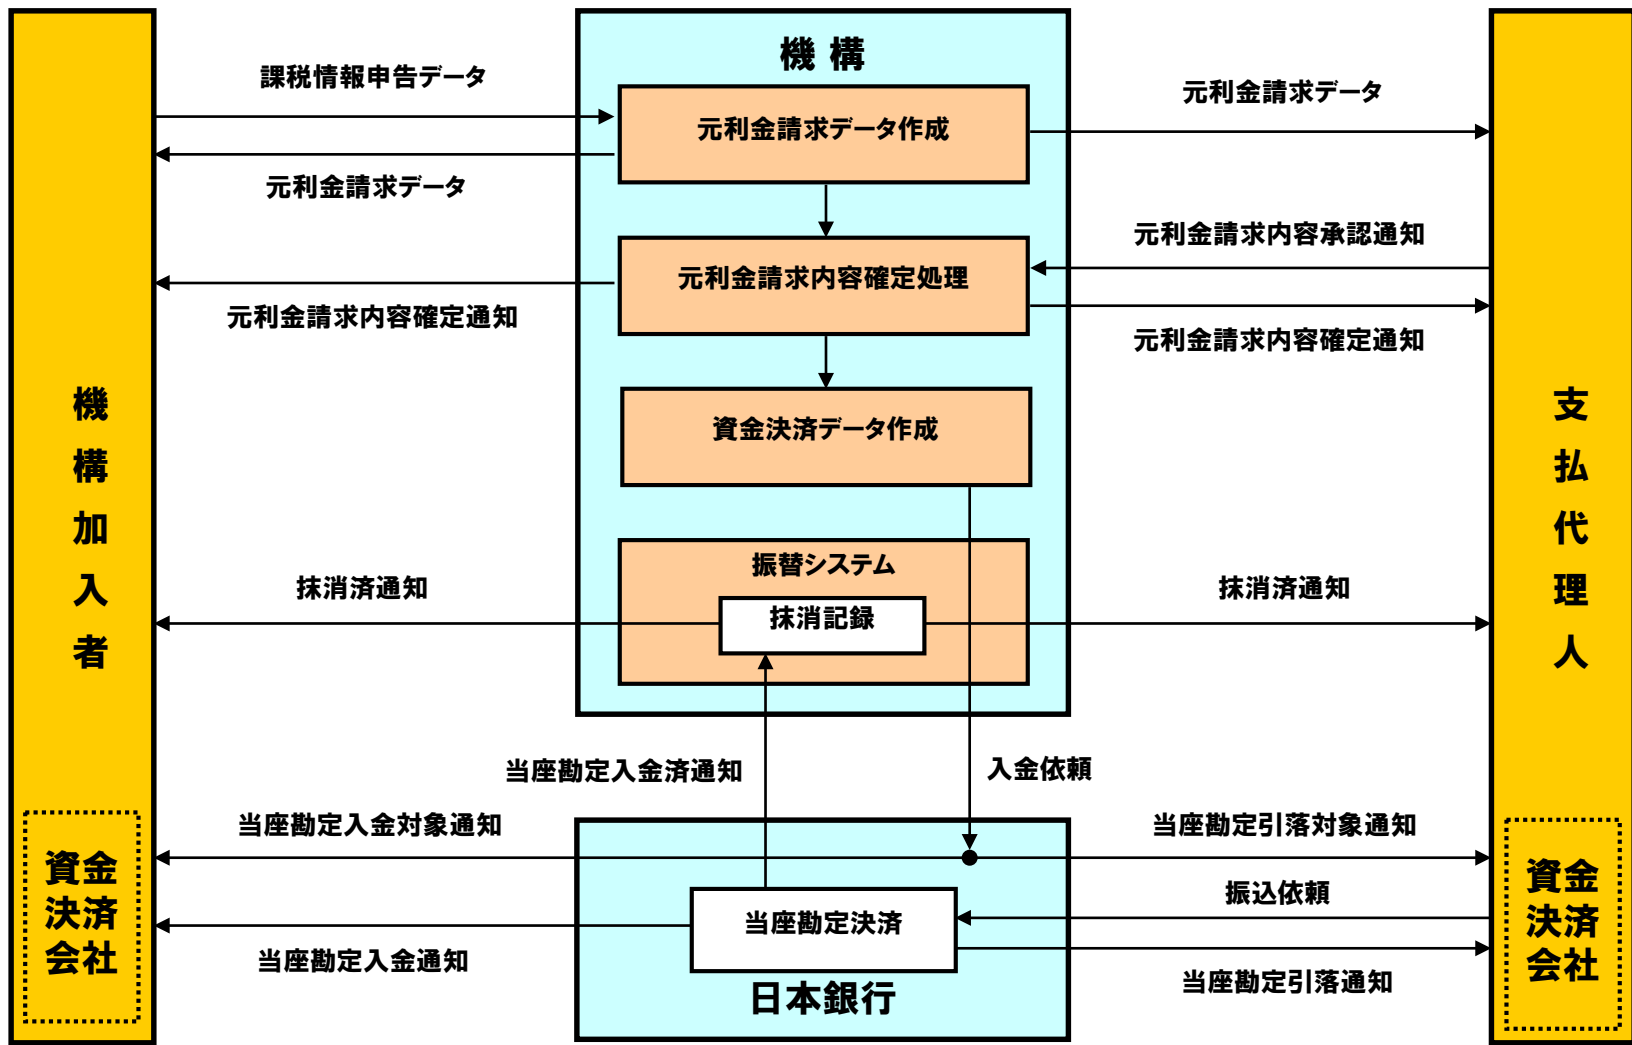 機 構
課税情報申告データ
元利金請求データ
元利金請求データ作成
元利金請求データ
元利金請求内容承認通知
元利金請求内容確定処理
元利金請求内容確定通知
元利金請求内容確定通知
資金決済データ作成
機構加入者
支払代理人
振替システム
抹消済通知
抹消記録
抹消済通知
当座勘定入金済通知
入金依頼
当座勘定入金対象通知
当座勘定引落対象通知
資金
決済
会社
振込依頼
当座勘定決済
当座勘定入金通知
当座勘定引落通知
資金
決済
会社
日本銀行